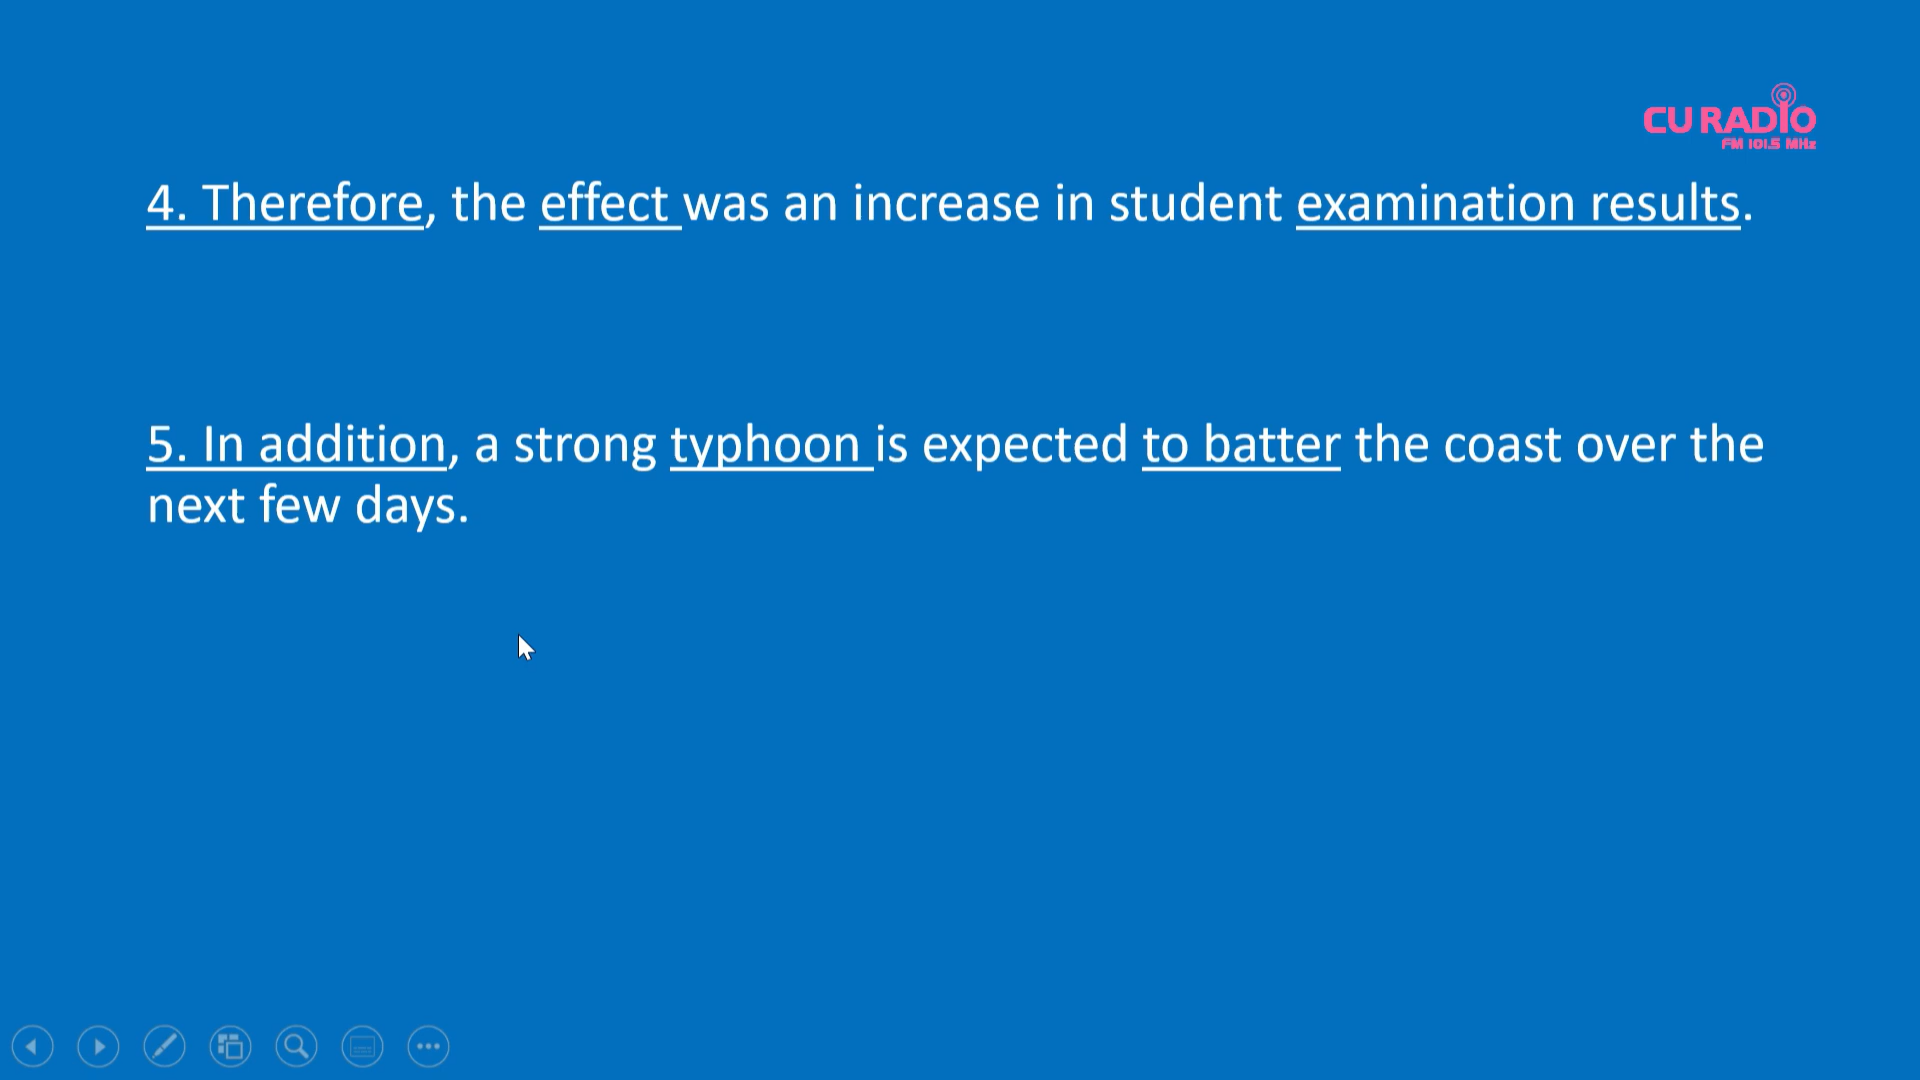 CU RADIO
FM 101.5 MHz
4. Therefore, the effect was an increase in student examination results.
5. In addition, a strong typhoon is expected to batter the coast over the
next few days.